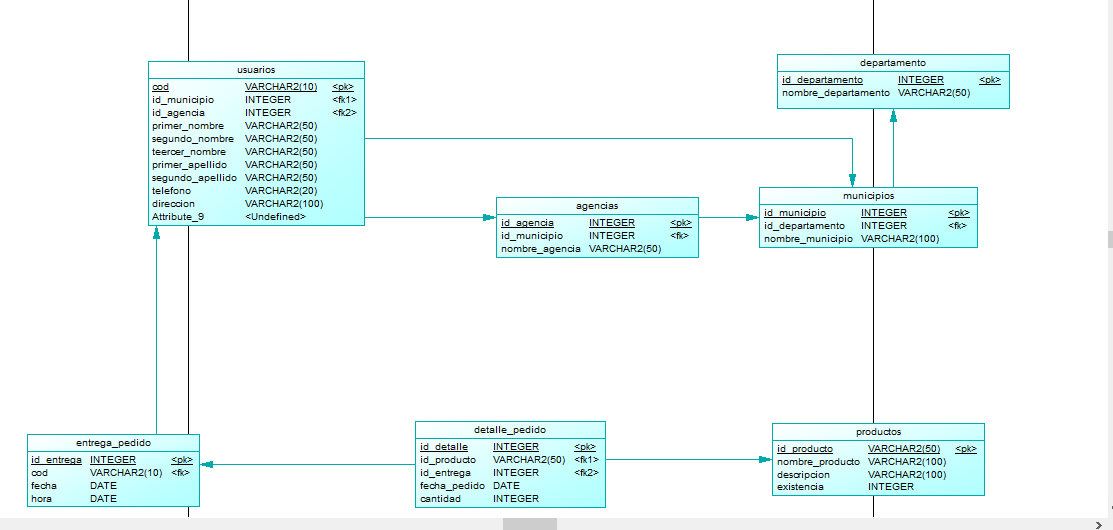 usuarios
cod VARCHAR2(10) <pk>
id_municipio INTEGER <fk1>
id_agencia INTEGER <fk2>
primer_nombre VARCHAR2(50)
segundo_nombre VARCHAR2(50)
teercer_nombre VARCHAR2(50)
primer_apellido VARCHAR2(50)
segundo_apellido VARCHAR2(50)
telefono VARCHAR2(20)
direccion VARCHAR2(100)
Attribute_9 <Undefined>
departamento
id_departamento INTEGER <pk>
nombre_departamento VARCHAR2(50)
agencias
id_agencia INTEGER <pk>
id_municipio INTEGER <fk>
nombre_agencia VARCHAR2(50)
municipios
id_municipio INTEGER <pk>
id_departamento INTEGER <fk>
nombre_municipio VARCHAR2(100)
entrega_pedido
id_entrega INTEGER <pk>
cod VARCHAR2(10) <fk>
fecha DATE
hora DATE
detalle_pedido
id_detalle INTEGER <pk>
id_producto VARCHAR2(50) <fk1>
id_entrega INTEGER <fk2>
fecha_pedido DATE
cantidad INTEGER
productos
id_producto VARCHAR2(50) <pk>
nombre_producto VARCHAR2(100)
descripcion VARCHAR2(100)
existencia INTEGER